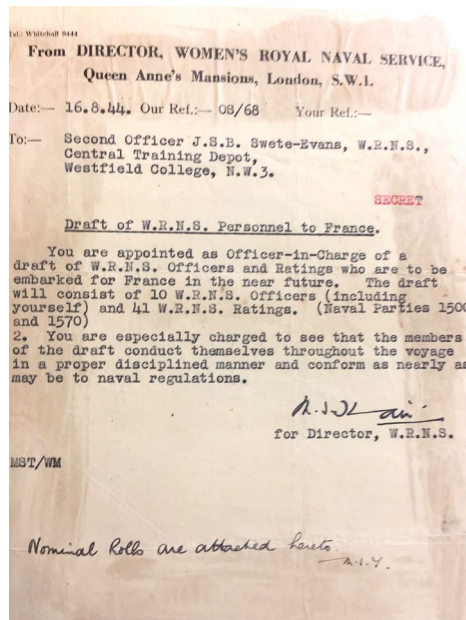 Tel.: Whitehall 9444
From DIRECTOR, WOMEN'S ROYAL NAVAL SERVICE,
Queen Anne's Mansions, London, S.W.1.
Date:— 16.8.44. Our Ref.:— OS/68 Your Ref.:—
To:— Second Officer J.S.B. Swete-Evans, W.R.N.S.,
Central Training Depot,
Westfield College, N.W.3.
SECRET
Draft of W.R.N.S. Personnel to France.
You are appointed as Officer-in-Charge of a
draft of W.R.N.S. Officers and Ratings who are to be
embarked for France in the near future. The draft
will consist of 10 W.R.N.S. Officers (including
yourself) and 41 W.R.N.S. Ratings. (Naval Parties 1500
and 1570)
2. You are especially charged to see that the members
of the draft conduct themselves throughout the voyage
in a proper disciplined manner and conform as nearly as
may be to naval regulations.
for Director, W.R.N.S.
MST/WM
Nominal Rolls are attached hereto.